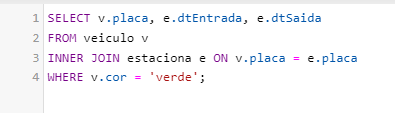 1 SELECT v.placa, e.dtEntrada, e.dtSaida
2 FROM veiculo v
3 INNER JOIN estaciona e ON v.placa = e.placa
4 WHERE v.cor = 'verde';